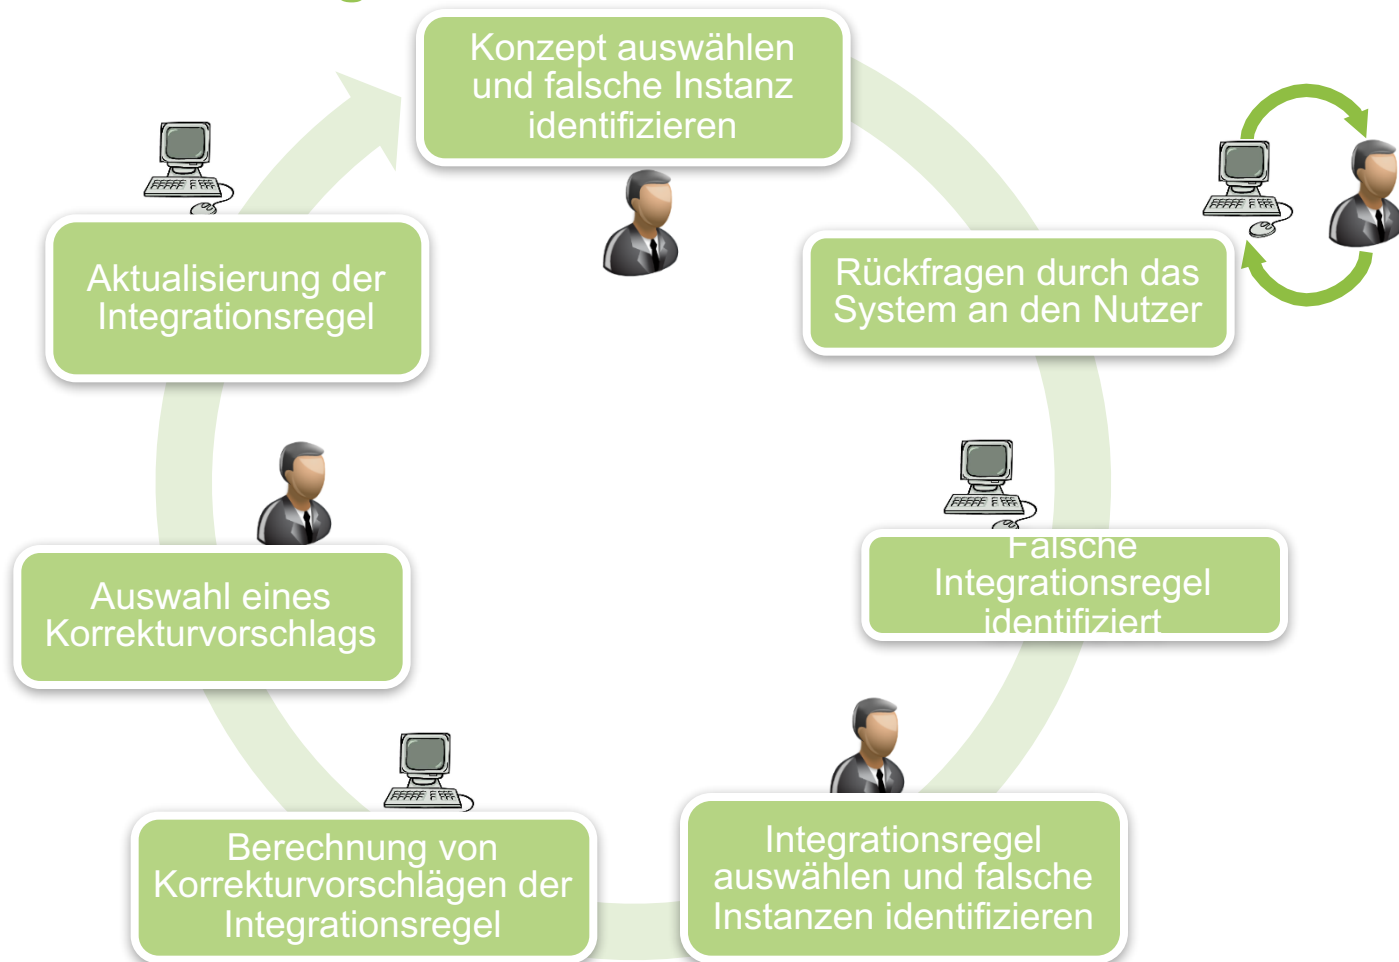 Konzept auswählen
und falsche Instanz
identifizieren
Rückfragen durch das
System an den Nutzer
Falsche
Integrationsregel
identifiziert
Integrationsregel
auswählen und falsche
Instanzen identifizieren
Berechnung von
Korrekturvorschlägen der
Integrationsregel
Auswahl eines
Korrekturvorschlags
Aktualisierung der
Integrationsregel